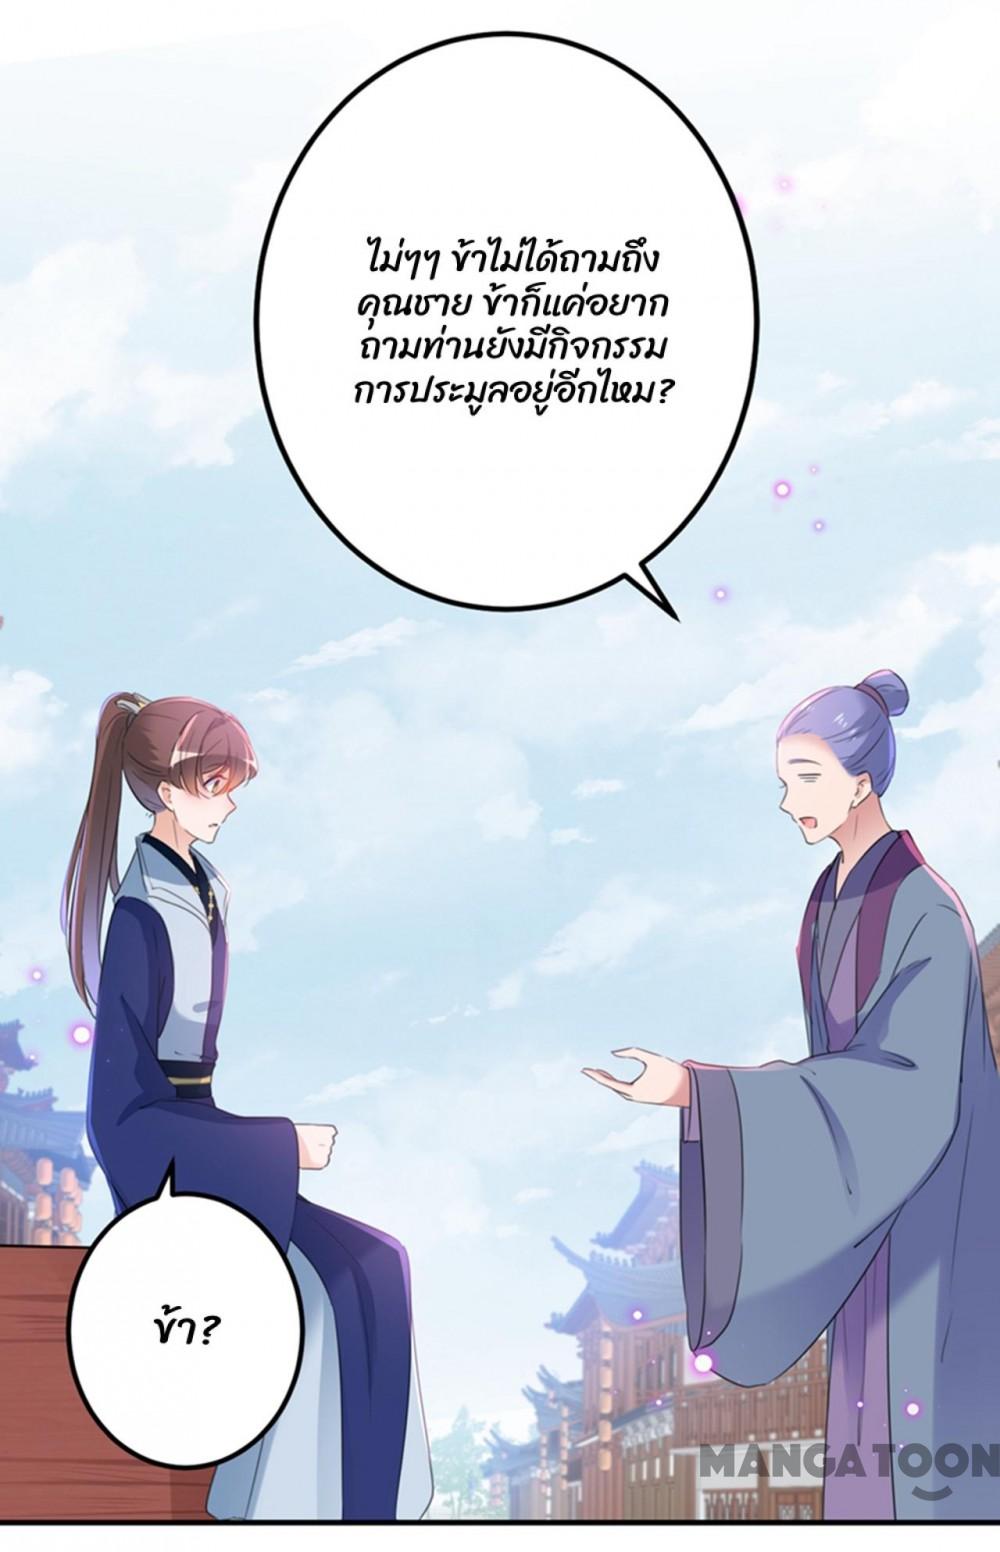 ไม่ๆๆ ข้าไม่ได้ถามถึง
คุณชาย ข้าก็แค่อยาก
ถามท่านยังมีกิจกรรม
การประมูลอยู่อีกไหม?
ข้า?
MANGATOON